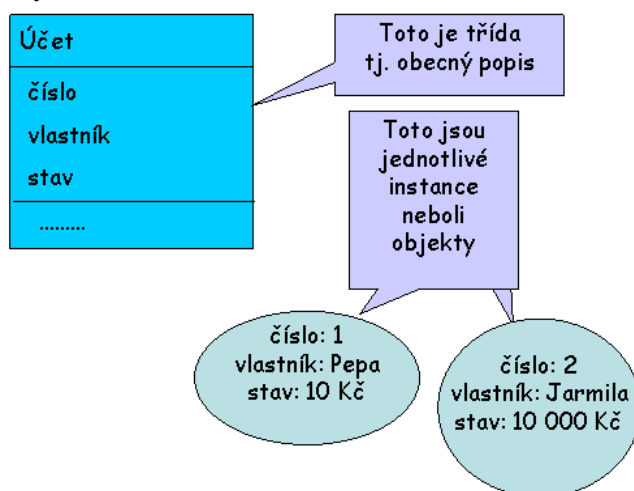 Účet
číslo
vlastník
stav
.........
Toto je třída
tj. obecný popis
Toto jsou
jednotlivé
instance
neboli
objekty
číslo: 1
vlastník: Pepa
stav: 10 Kč
číslo: 2
vlastník: Jarmila
stav: 10 000 Kč